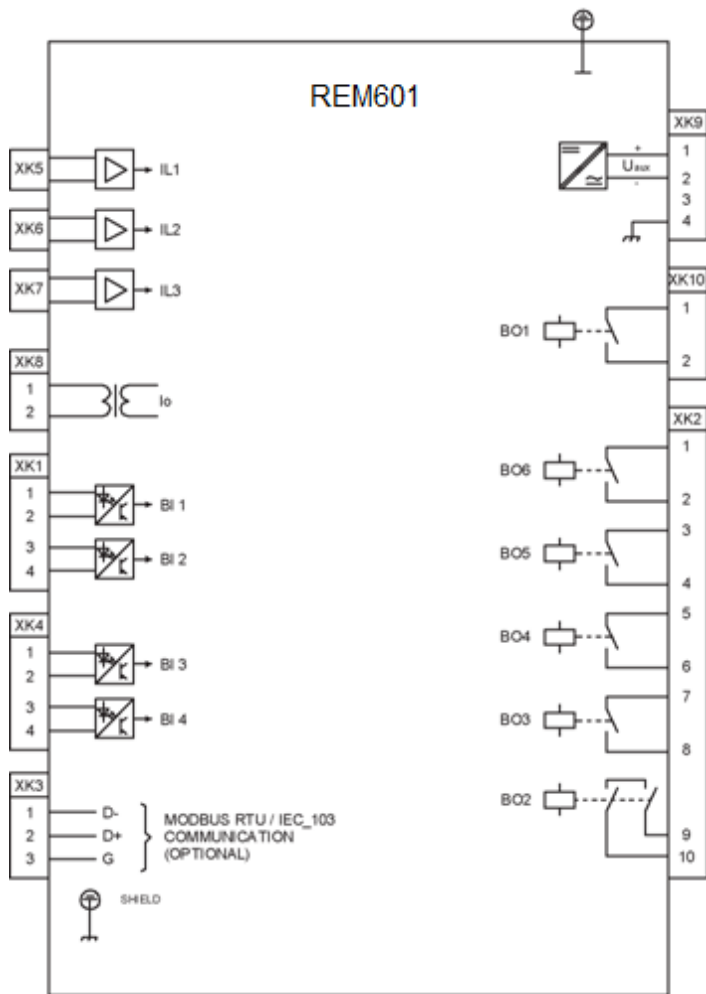 REM601
XK5
IL1
XK6
IL2
XK7
IL3
XK8
1
2
Io
XK1
1
2
BI 1
3
4
BI 2
XK4
1
2
BI 3
3
4
BI 4
XK3
1
D-
2
D+
3
G
MODBUS RTU / IEC_103
COMMUNICATION
(OPTIONAL)
SHIELD
XK9
+
1
Uaux
2
-
3
4
XK10
1
BO1
2
XK2
1
BO6
2
3
BO5
4
5
BO4
6
7
BO3
8
BO2
9
10